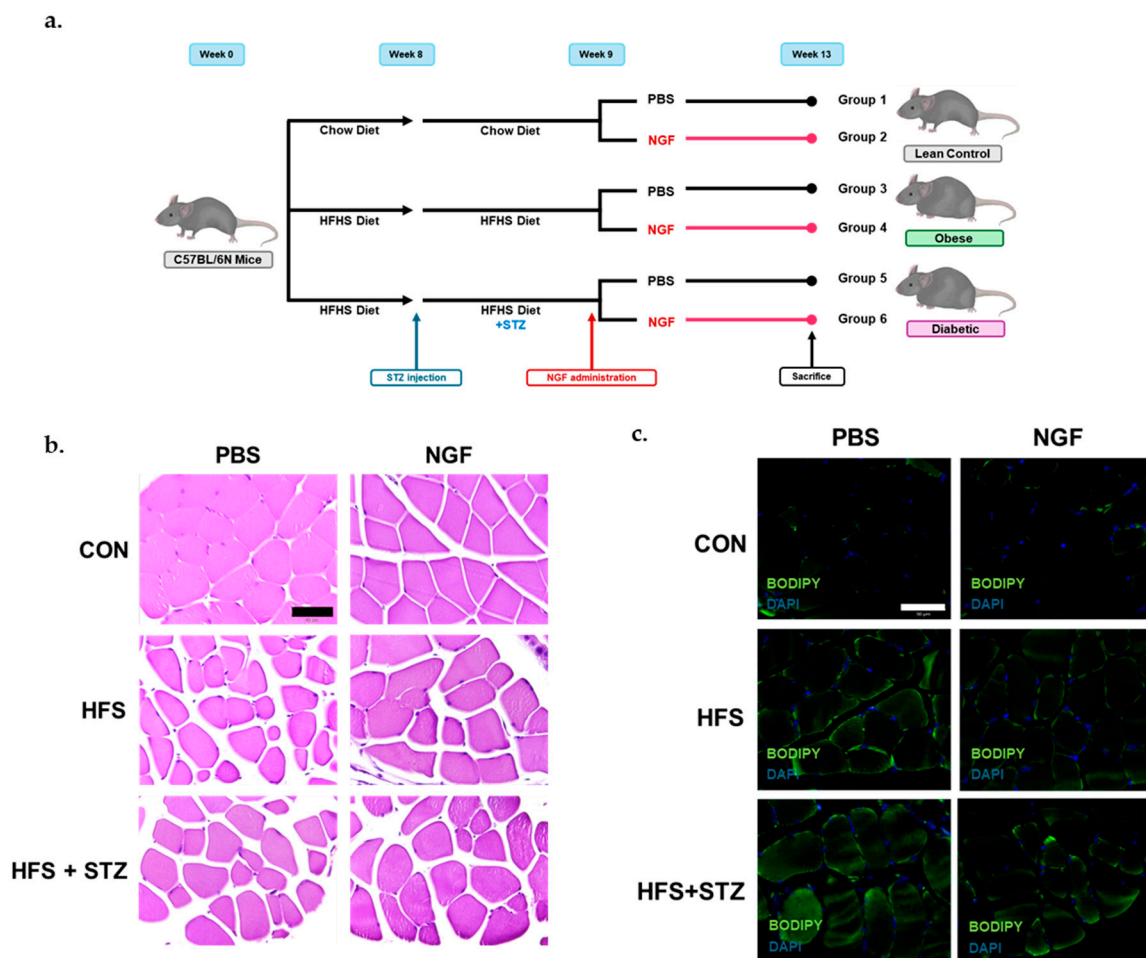 a.
Week 0
Week 8
Week 9
Week 13
PBS
Group 1
Chow Diet
Chow Diet
NGF
Group 2
Lean Control
PBS
Group 3
HFHS Diet
HFHS Diet
NGF
Group 4
C57BL/6N Mice
Obese
PBS
Group 5
HFHS Diet
HFHS Diet
+STZ
NGF
Group 6
Diabetic
STZ injection
NGF administration
Sacrifice
b.
PBS
NGF
CON
HFS
HFS + STZ
c.
PBS
NGF
CON
BODIPY
DAPI
BODIPY
DAPI
HFS
BODIPY
DAPI
BODIPY
DAPI
HFS+STZ
BODIPY
DAPI
BODIPY
DAPI